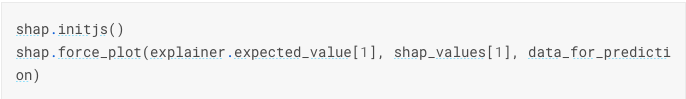 shap.initjs()
shap.force_plot(explainer.expected_value[1], shap_values[1], data_for_predicti
on)